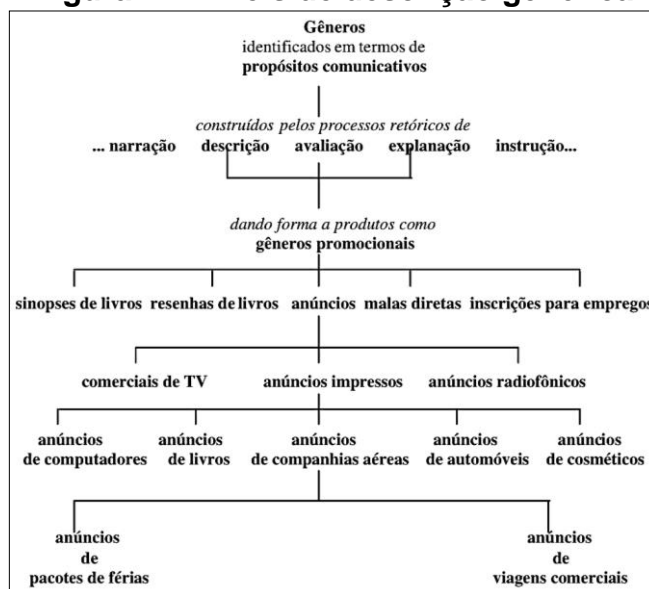 Gêneros
identificados em termos de
propósitos comunicativos
construídos pelos processos retóricos de
... narração descrição avaliação explanação instrução...
dando forma a produtos como
gêneros promocionais
sinopses de livros resenhas de livros anúncios malas diretas inscrições para empregos
comerciais de TV anúncios impressos anúncios radiofônicos
anúncios anúncios anúncios anúncios anúncios
de computadores de livros de companhias aéreas de automóveis de cosméticos
anúncios anúncios
de de
pacotes de férias viagens comerciais